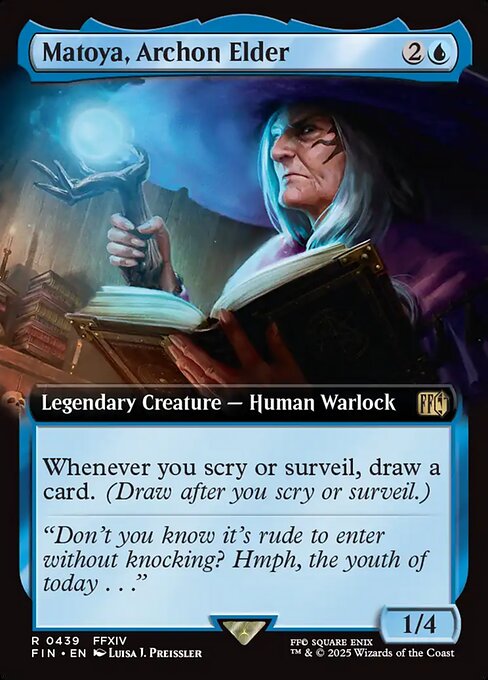 Matoya, Archon Elder 2
Legendary Creature — Human Warlock
Whenever you scry or surveil, draw a
card. (Draw after you scry or surveil.)
“Don’t you know it’s rude to enter
without knocking? Hmph, the youth of
today . . .”
1/4
R 0439 FFXIV
FIN • EN Luisa J. Preissler
FF© SQUARE ENIX
™ & © 2025 Wizards of the Coast